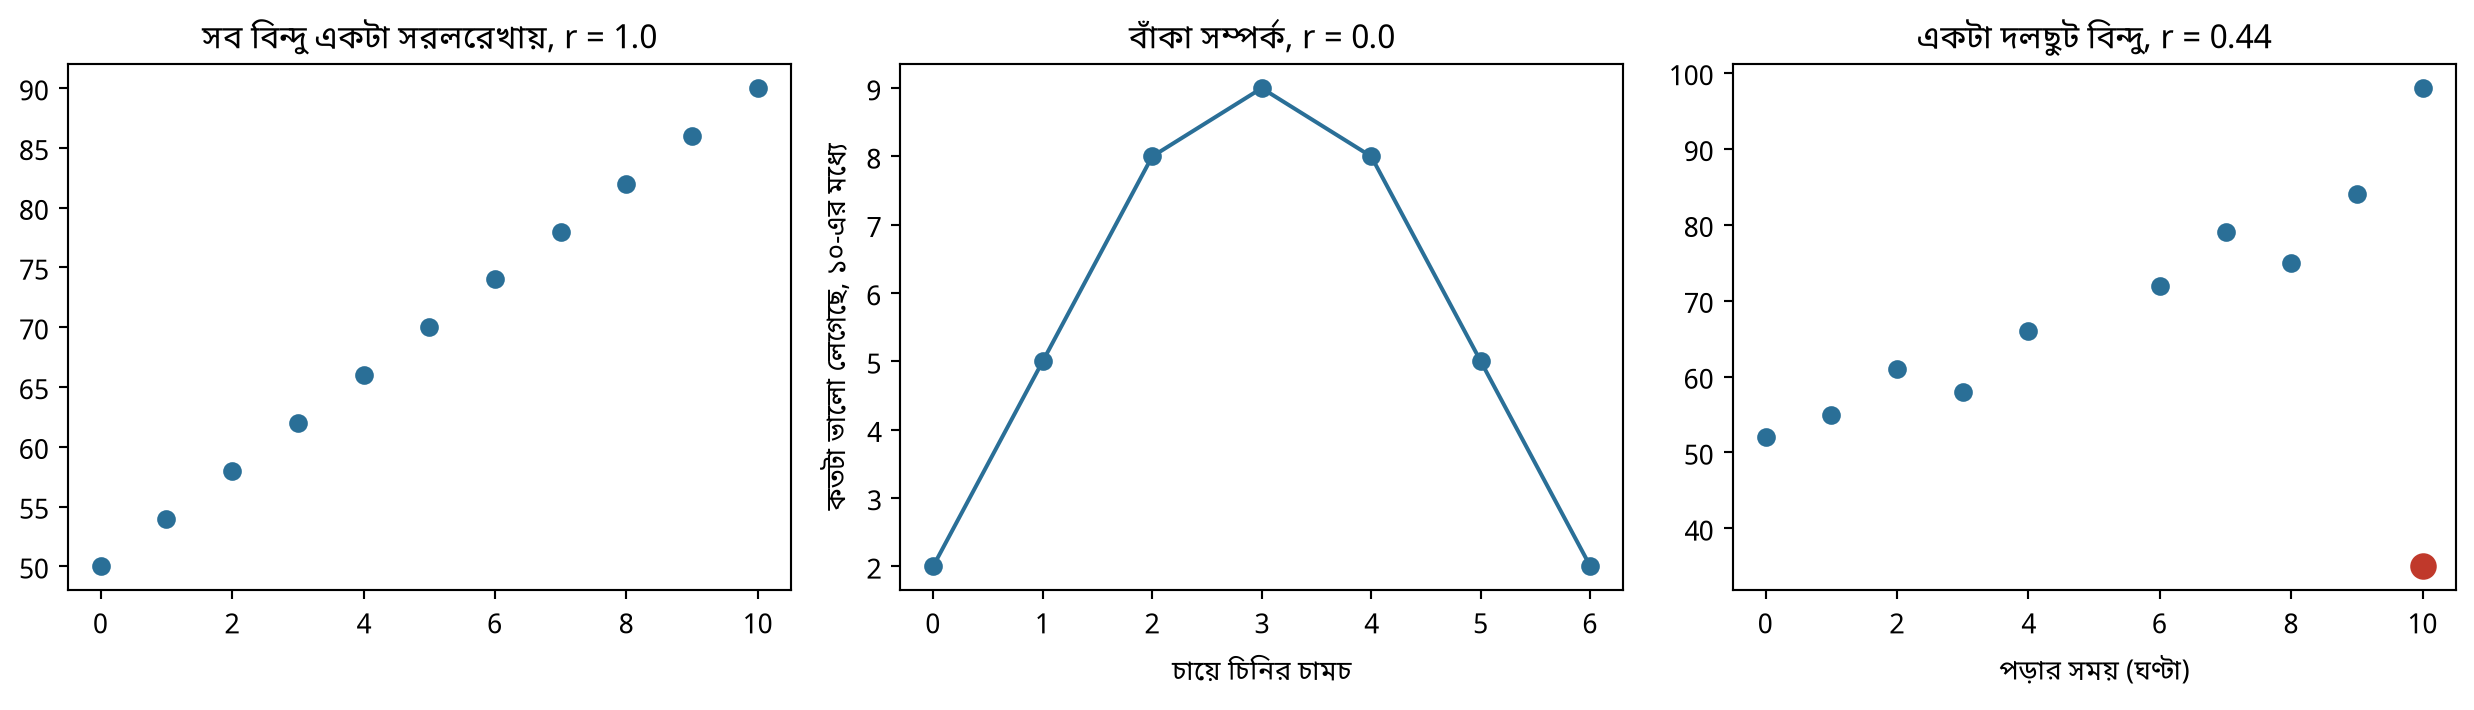 সব বিন্দু একটা সরলরেখায়, r = 1.0
90
85
80
75
70
65
60
55
50
0 2 4 6 8 10
বাঁকা সম্পর্ক, r = 0.0
কতটা ভালো লেগেছে, ১০-এর মধ্যে
9
8
7
6
5
4
3
2
0 1 2 3 4 5 6
চায়ে চিনির চামচ
একটা দলছুট বিন্দু, r = 0.44
100
90
80
70
60
50
40
0 2 4 6 8 10
পড়ার সময় (ঘণ্টা)